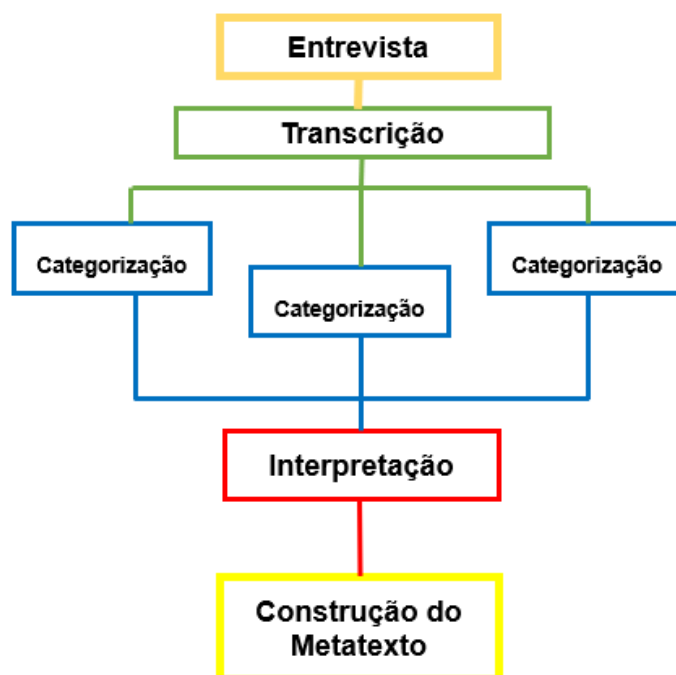 Entrevista
Transcrição
Categorização
Categorização
Categorização
Interpretação
Construção do
Metatexto